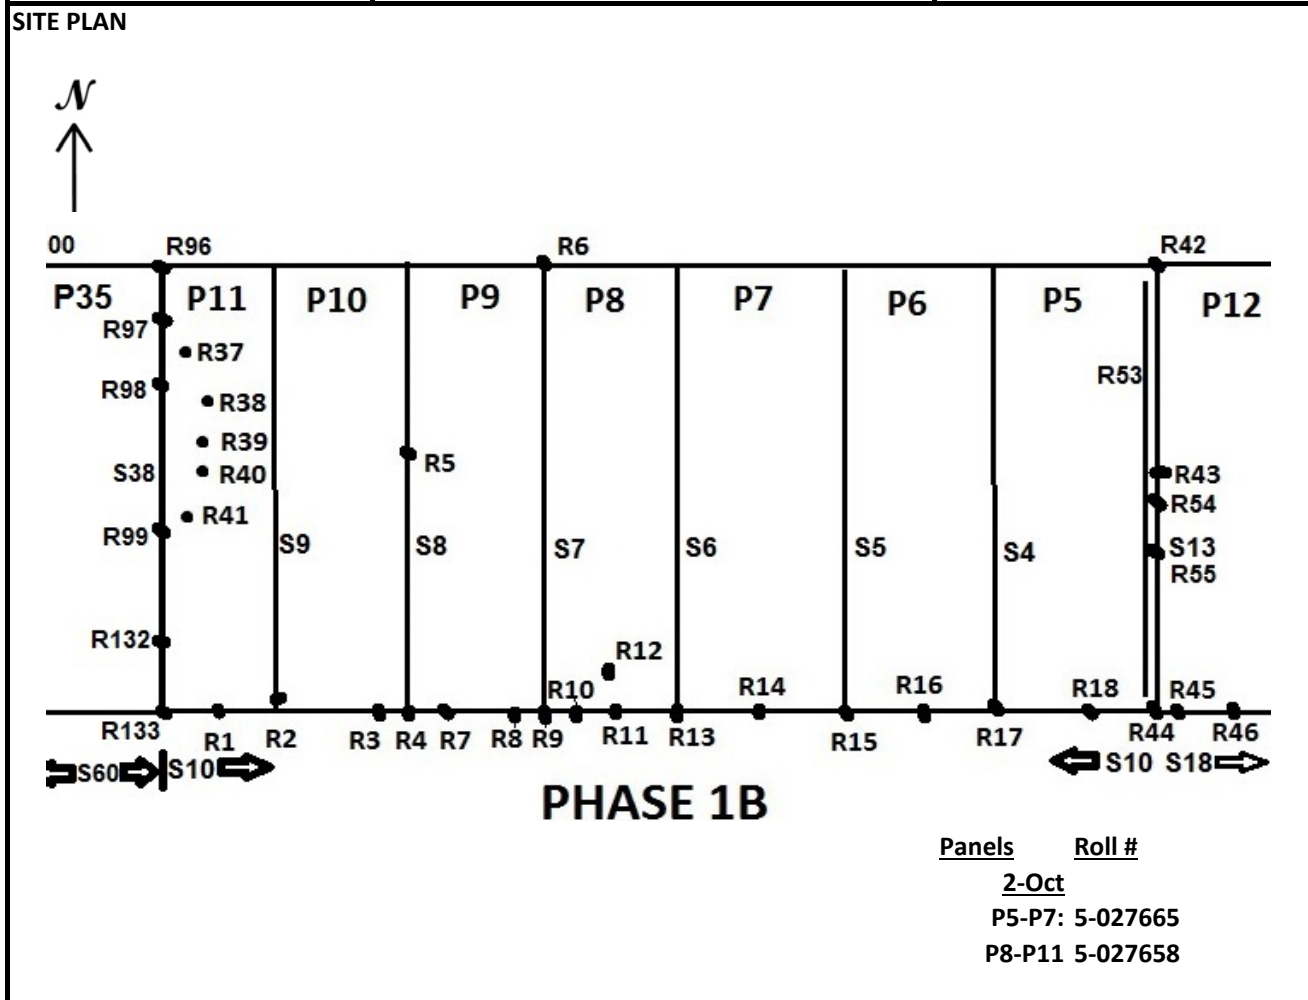 SITE PLAN
N
00 R96 R6 R42
P35 P11 P10 P9 P8 P7 P6 P5 P12
R97
R37
R53
R98
R38
R39
R5
S38 R40 R43
R54
R41
R99 S9 S8 S7 S6 S5 S4 S13
R55
R132
R12
R10 R14 R16 R18 R45
R133 R1 R2 R3 R4 R7 R8 R9 R11 R13 R15 R17 R44 R46
S60 S10 S10 S18
PHASE 1B
Panels Roll #
2-Oct
P5-P7: 5-027665
P8-P11 5-027658